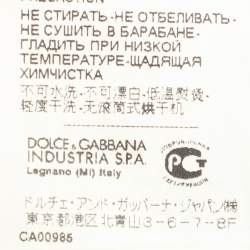 НЕ СТИРАТЬ-НЕ ОТБЕЛИВАТЬ-
НЕ СУШИТЬ В БАРАБАНЕ-
ГЛАДИТЬ ПРИ НИЗКОЙ
ТЕМПЕРАТУРЕ-ЩАДЯЩАЯ
ХИМЧИСТКА
不可水洗-不可漂白-低温熨烫-
轻度干洗-无滚筒式烘干机
DOLCE & GABBANA
INDUSTRIA S.P.A.
Legnano (Mi) Italy
ドルチェ・アンド・ガッバーナ・ジャパン(株)
東京都港区北青山3-6-7-8F
CA00985